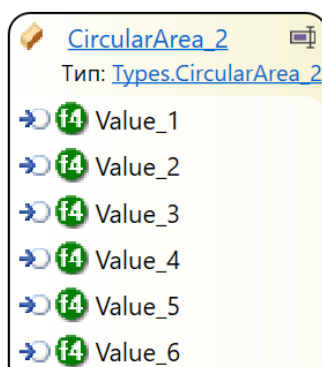 CircularArea_2
Тип: Types.CircularArea_2
f4 Value_1
f4 Value_2
f4 Value_3
f4 Value_4
f4 Value_5
f4 Value_6